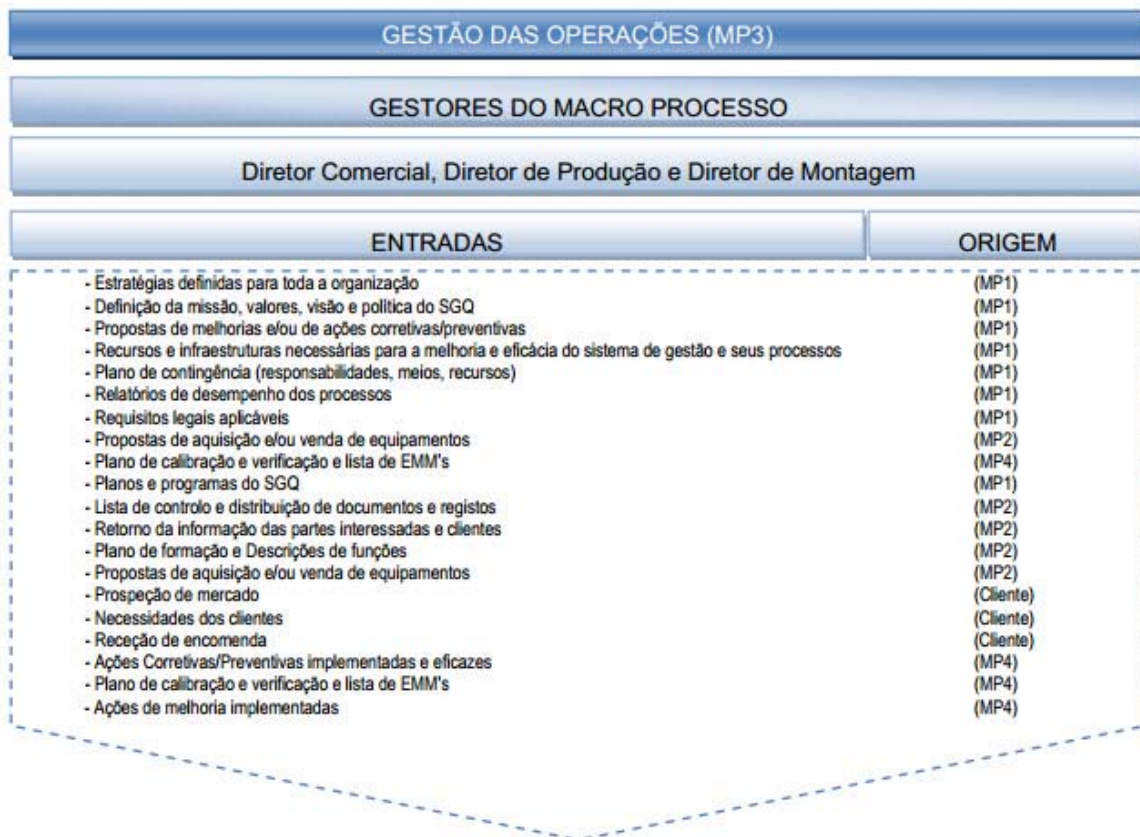 GESTÃO DAS OPERAÇÕES (MP3)
GESTORES DO MACRO PROCESSO
Diretor Comercial, Diretor de Produção e Diretor de Montagem
ENTRADAS ORIGEM
- Estratégias definidas para toda a organização (MP1)
- Definição da missão, valores, visão e política do SGQ (MP1)
- Propostas de melhorias e/ou de ações corretivas/preventivas (MP1)
- Recursos e infraestruturas necessárias para a melhoria e eficácia do sistema de gestão e seus processos (MP1)
- Plano de contingência (responsabilidades, meios, recursos) (MP1)
- Relatórios de desempenho dos processos (MP1)
- Requisitos legais aplicáveis (MP1)
- Propostas de aquisição e/ou venda de equipamentos (MP2)
- Plano de calibração e verificação e lista de EMM's (MP4)
- Planos e programas do SGQ (MP1)
- Lista de controlo e distribuição de documentos e registos (MP2)
- Retorno da informação das partes interessadas e clientes (MP2)
- Plano de formação e Descrições de funções (MP2)
- Propostas de aquisição e/ou venda de equipamentos (MP2)
- Prospeção de mercado (Cliente)
- Necessidades dos clientes (Cliente)
- Receção de encomenda (Cliente)
- Ações Corretivas/Preventivas implementadas e eficazes (MP4)
- Plano de calibração e verificação e lista de EMM's (MP4)
- Ações de melhoria implementadas (MP4)